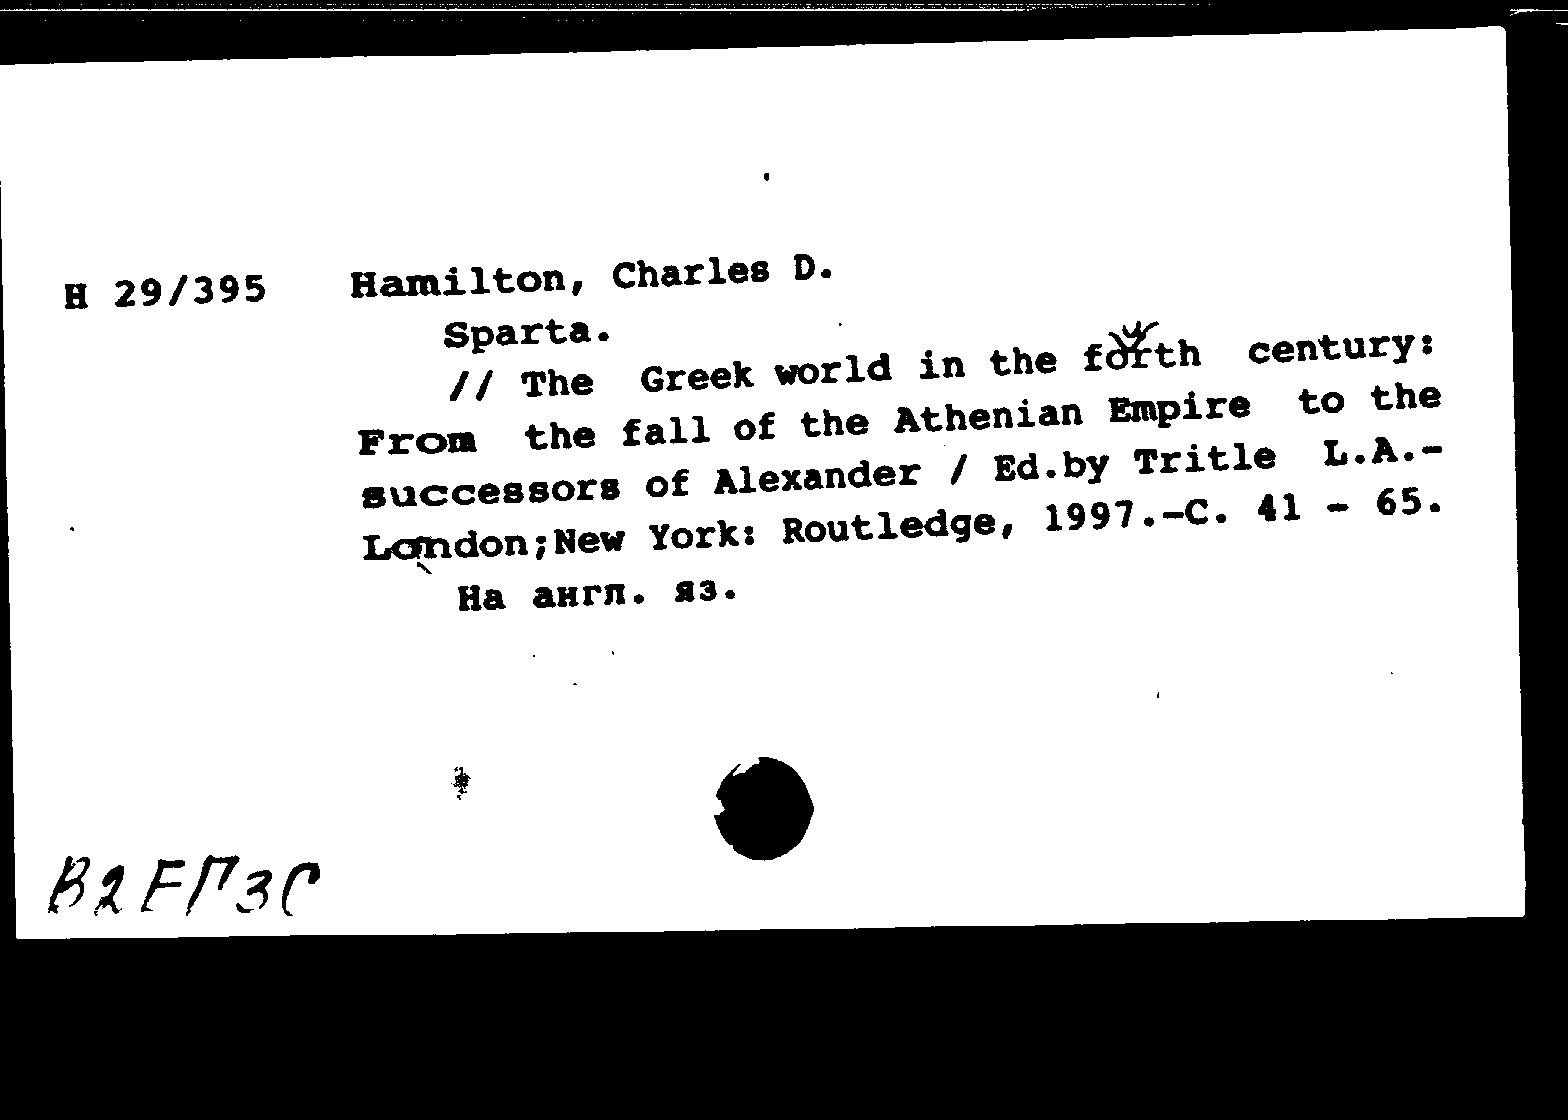 Н 29/395 Hamilton, Charles D.
Sparta.
// The Greek world in the forth century:
From the fall of the Athenian Empire to the
successors of Alexander / Ed.by Tritle L.A.-
London;New York: Routledge, 1997.-С. 41 - 65.
На англ. яз.
В2ЕГ3С